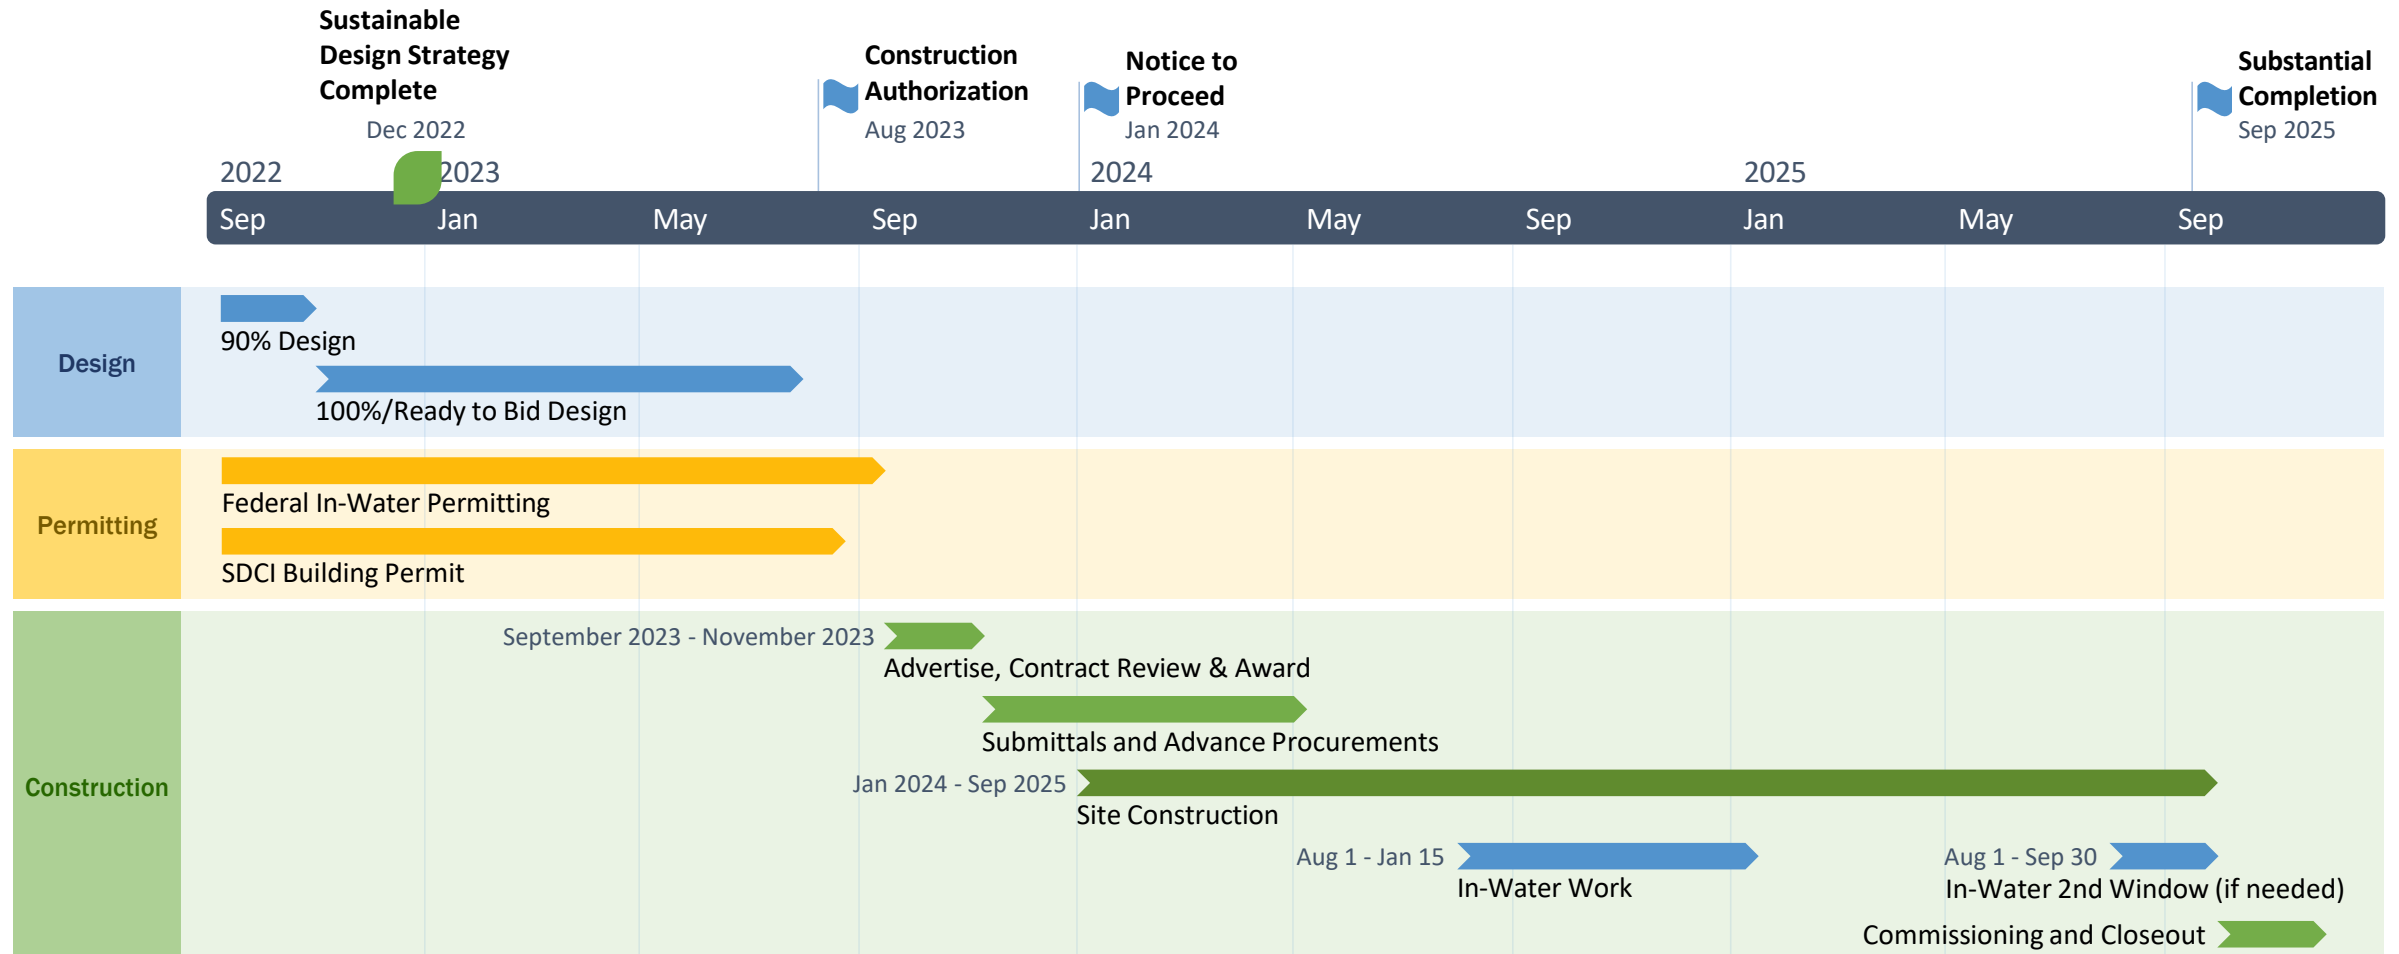 Sustainable
Design Strategy
Complete
Dec 2022
Construction
Authorization
Aug 2023
Notice to
Proceed
Jan 2024
Substantial
Completion
Sep 2025
2022 2023 2024 2025
Sep Jan May Sep Jan May Sep Jan May Sep
Design
90% Design
100%/Ready to Bid Design
Permitting
Federal In-Water Permitting
SDCI Building Permit
Construction
September 2023 - November 2023
Advertise, Contract Review & Award
Submittals and Advance Procurements
Jan 2024 - Sep 2025
Site Construction
Aug 1 - Jan 15
In-Water Work
Aug 1 - Sep 30
In-Water 2nd Window (if needed)
Commissioning and Closeout